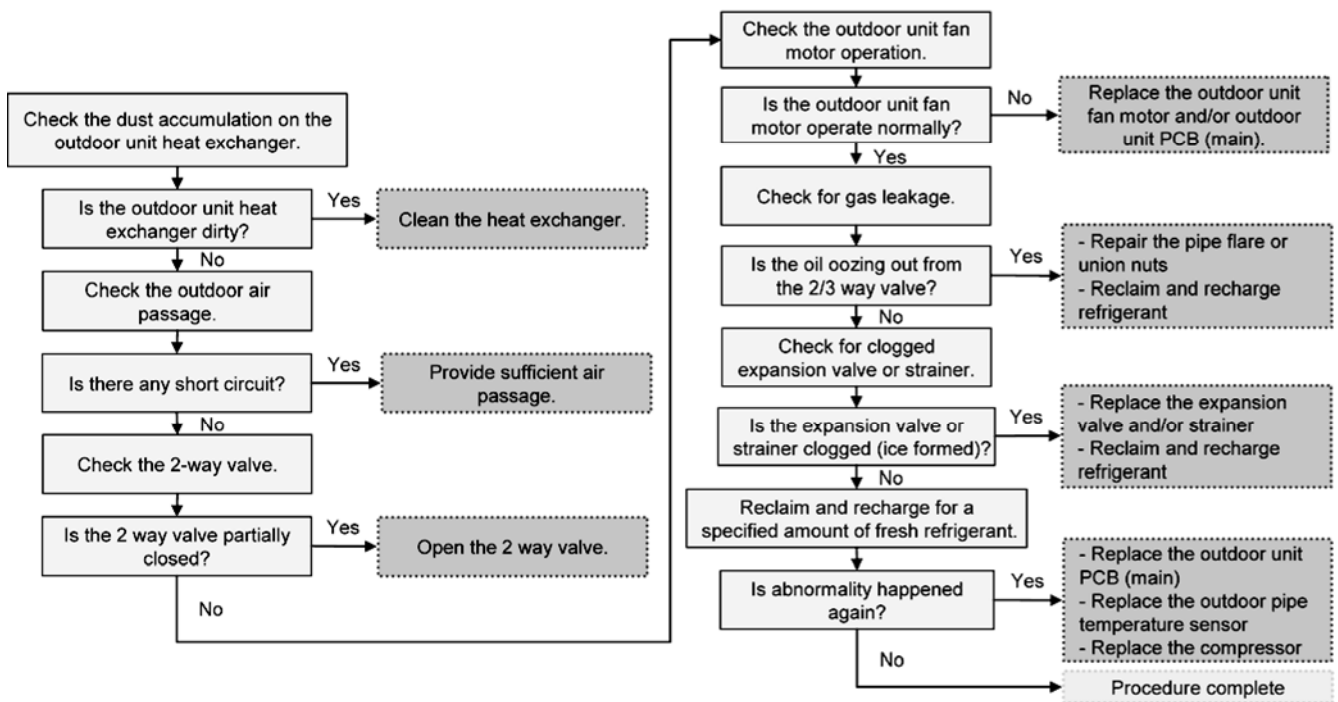 Check the dust accumulation on the
outdoor unit heat exchanger.
Is the outdoor unit heat
exchanger dirty?
Yes
Clean the heat exchanger.
No
Check the outdoor air
passage.
Is there any short circuit?
Yes
Provide sufficient air
passage.
No
Check the 2-way valve.
Is the 2 way valve partially
closed?
Yes
Open the 2 way valve.
No
Check the outdoor unit fan
motor operation.
Is the outdoor unit fan
motor operate normally?
No
Replace the outdoor unit
fan motor and/or outdoor
unit PCB (main).
Yes
Check for gas leakage.
Is the oil oozing out from
the 2/3 way valve?
Yes
- Repair the pipe flare or
union nuts
- Reclaim and recharge
refrigerant
No
Check for clogged
expansion valve or strainer.
Is the expansion valve or
strainer clogged (ice formed)?
Yes
- Replace the expansion
valve and/or strainer
- Reclaim and recharge
refrigerant
No
Reclaim and recharge for a
specified amount of fresh refrigerant.
Is abnormality happened
again?
Yes
- Replace the outdoor unit
PCB (main)
- Replace the outdoor pipe
temperature sensor
- Replace the compressor
No
Procedure complete